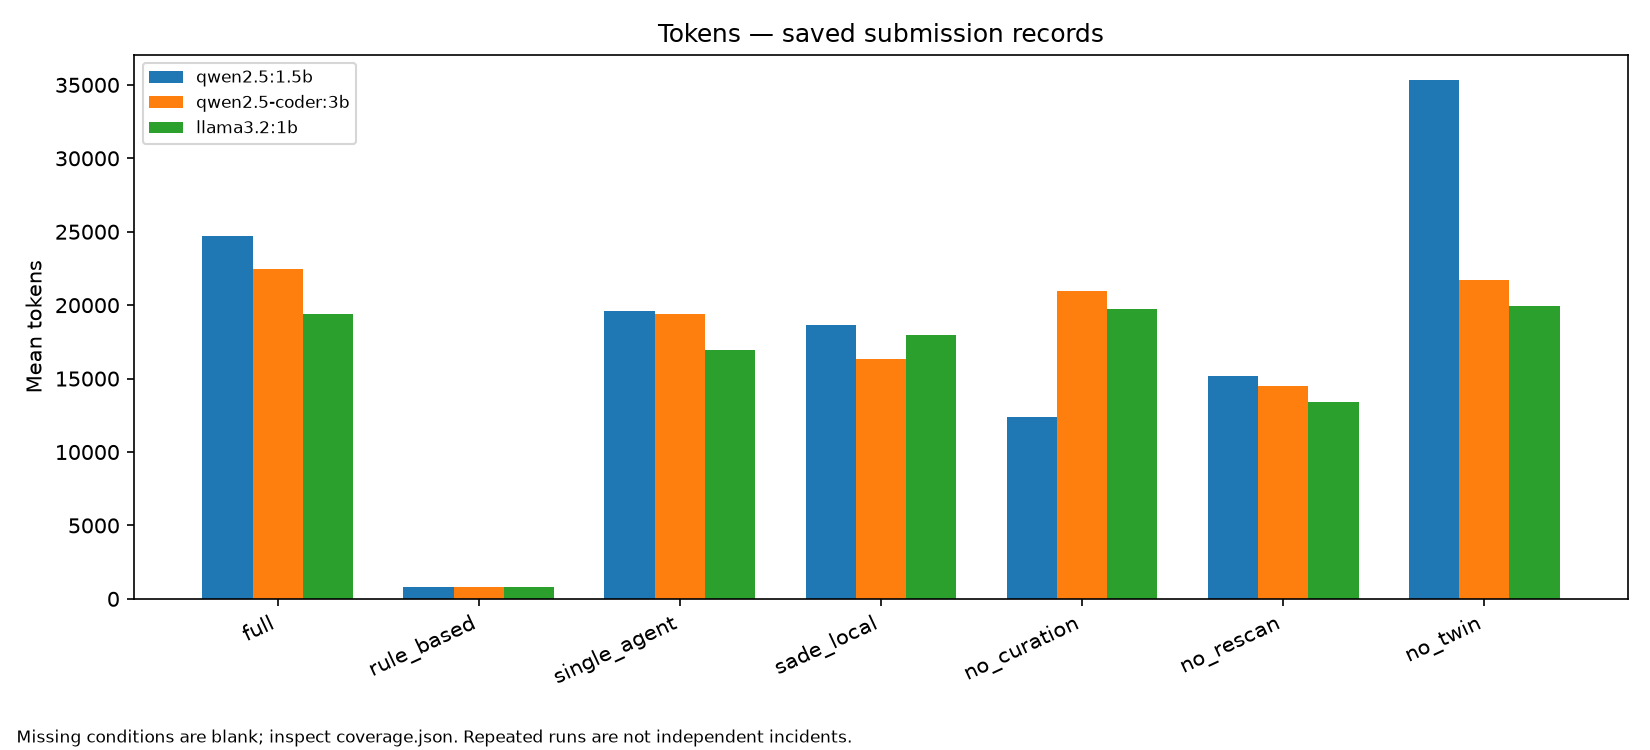 Tokens — saved submission records
qwen2.5:1.5b
qwen2.5-coder:3b
llama3.2:1b
Mean tokens
35000
30000
25000
20000
15000
10000
5000
0
full
rule_based
single_agent
sade_local
no_curation
no_rescan
no_twin
Missing conditions are blank; inspect coverage.json. Repeated runs are not independent incidents.